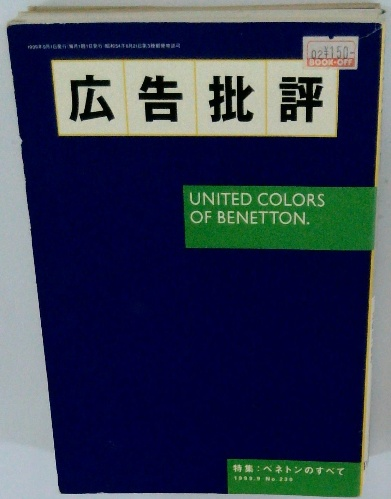 広告批評
¥150-
BOOK-OFF
UNITED COLORS
OF BENETTON.
特集：ベネトンのすべて